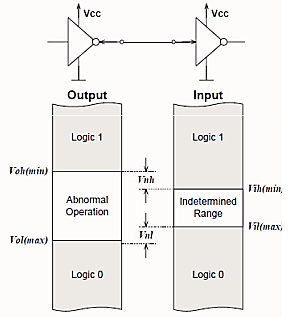 Vcc Vcc
Output Input
Logic 1 Logic 1
Voh(min)
Vnh
Vih(min)
Abnormal
Operation
Indetermined
Range
Vil(max)
Vol(max)
Vnl
Logic 0 Logic 0